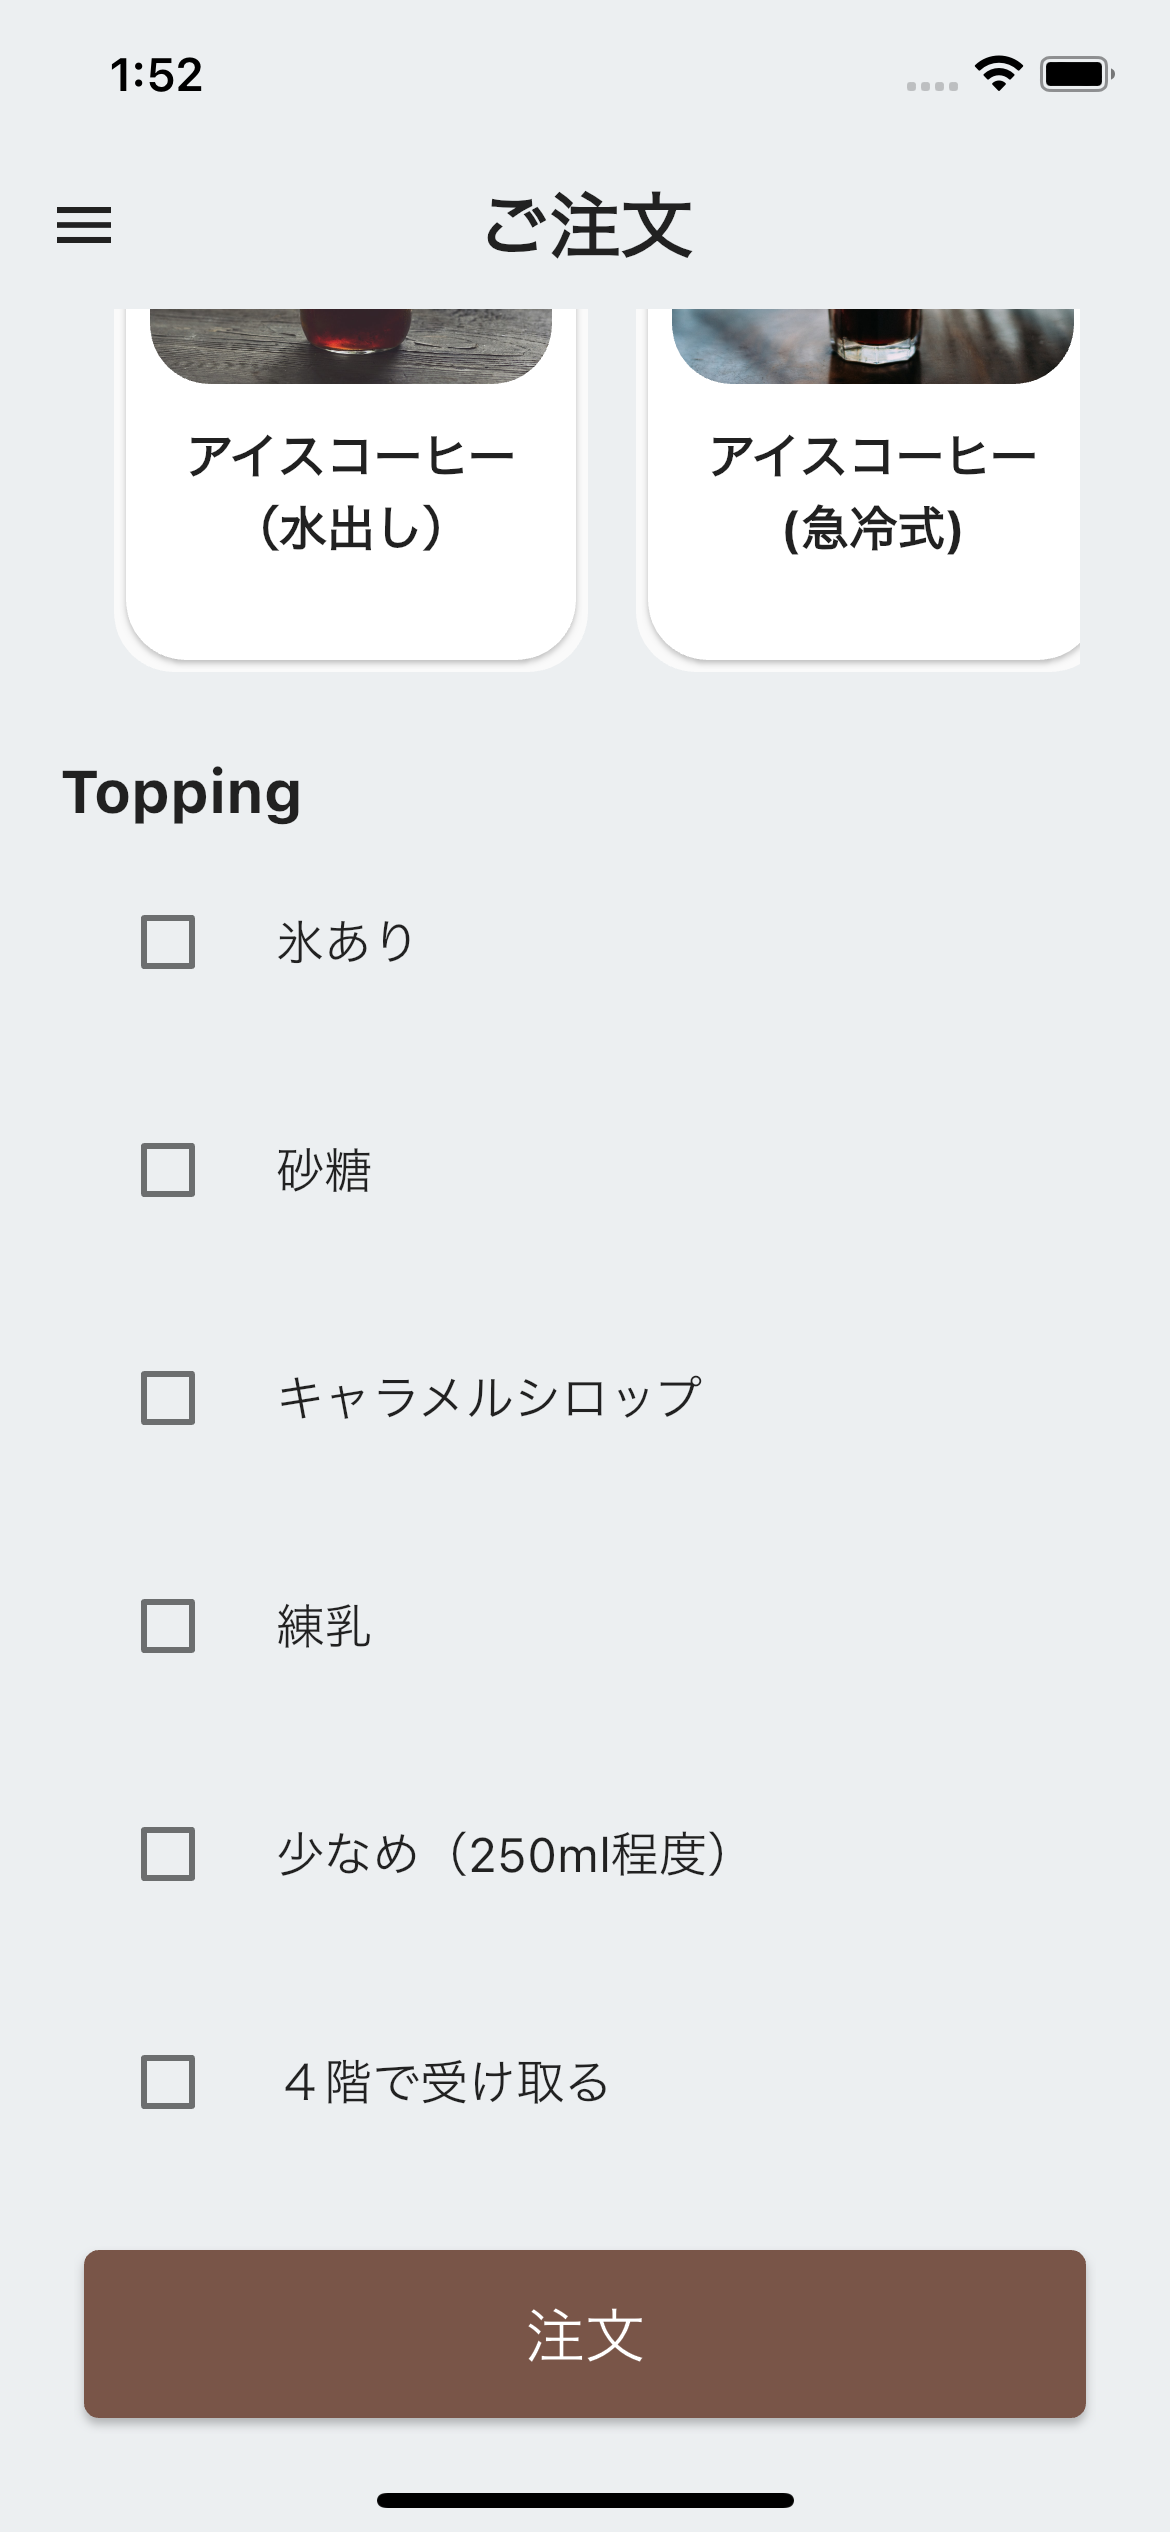 1:52
ご注文
アイスコーヒー
（水出し）
アイスコーヒー
(急冷式)
Topping
氷あり
砂糖
キャラメルシロップ
練乳
少なめ（250ml程度）
４階で受け取る
注文